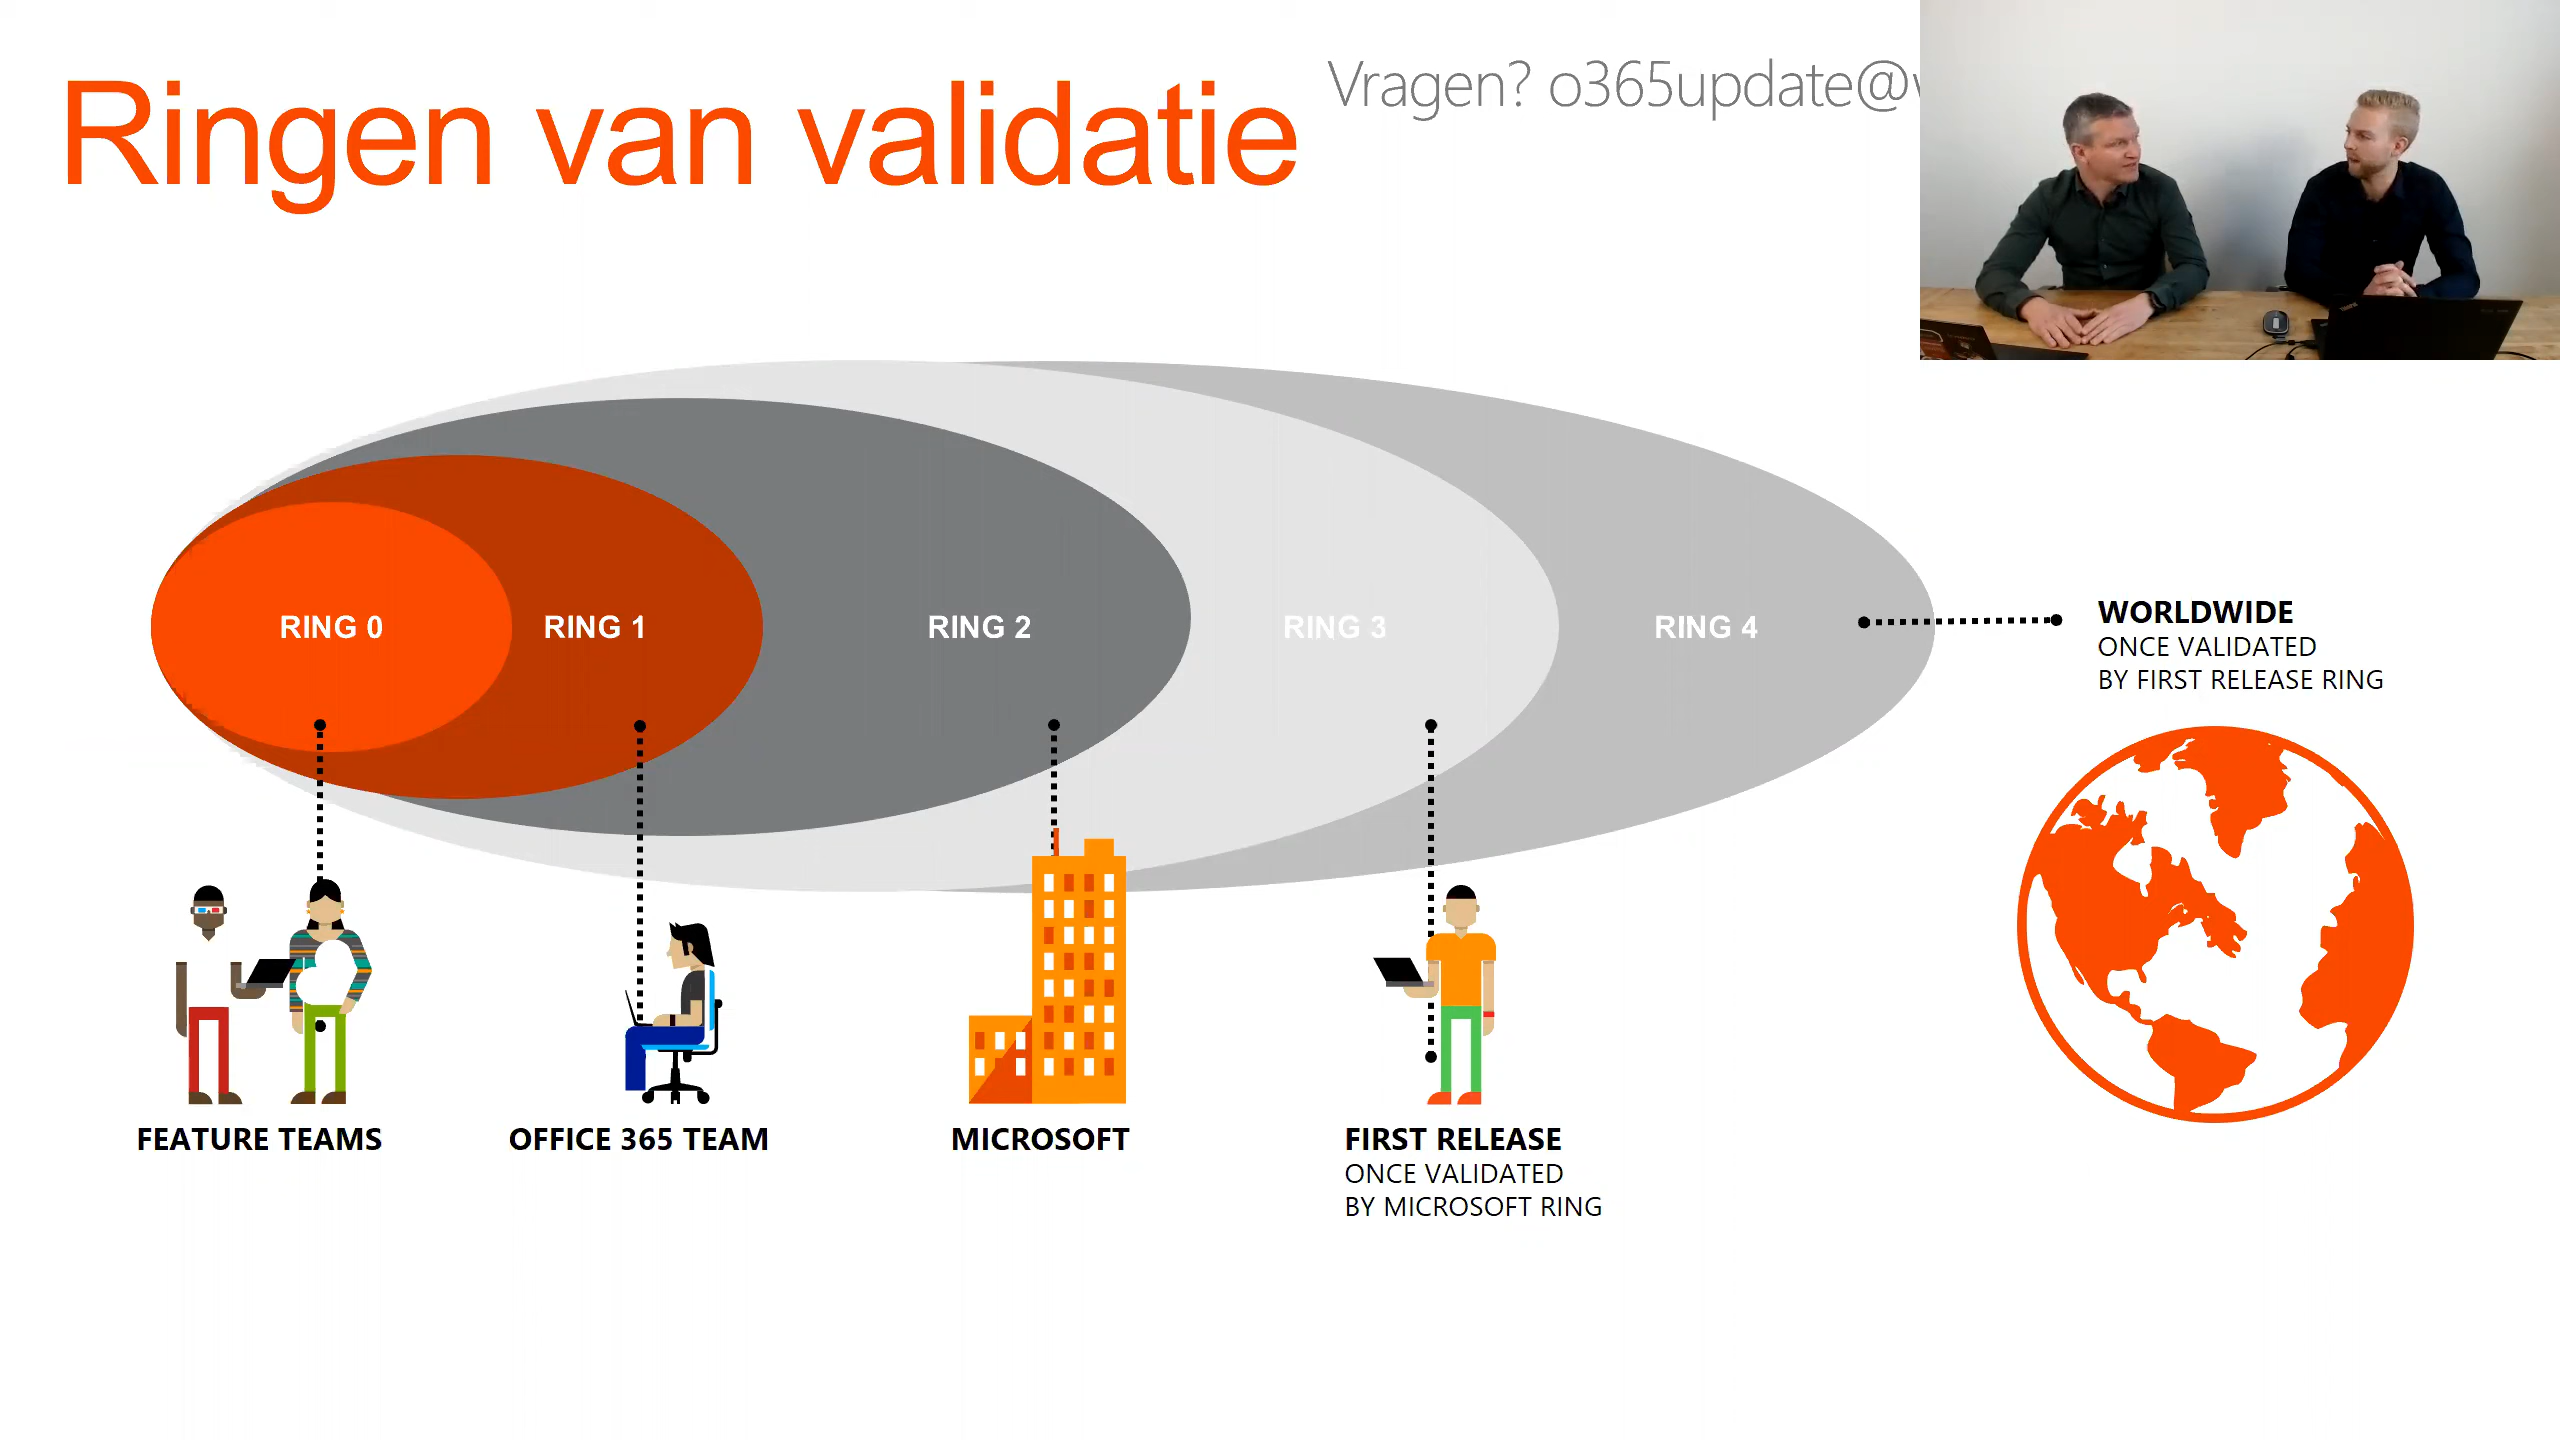 Ringen van validatie
Vragen? o365update@
RING 0
RING 1
RING 2
RING 3
RING 4
WORLDWIDE
ONCE VALIDATED
BY FIRST RELEASE RING
FEATURE TEAMS
OFFICE 365 TEAM
MICROSOFT
FIRST RELEASE
ONCE VALIDATED
BY MICROSOFT RING